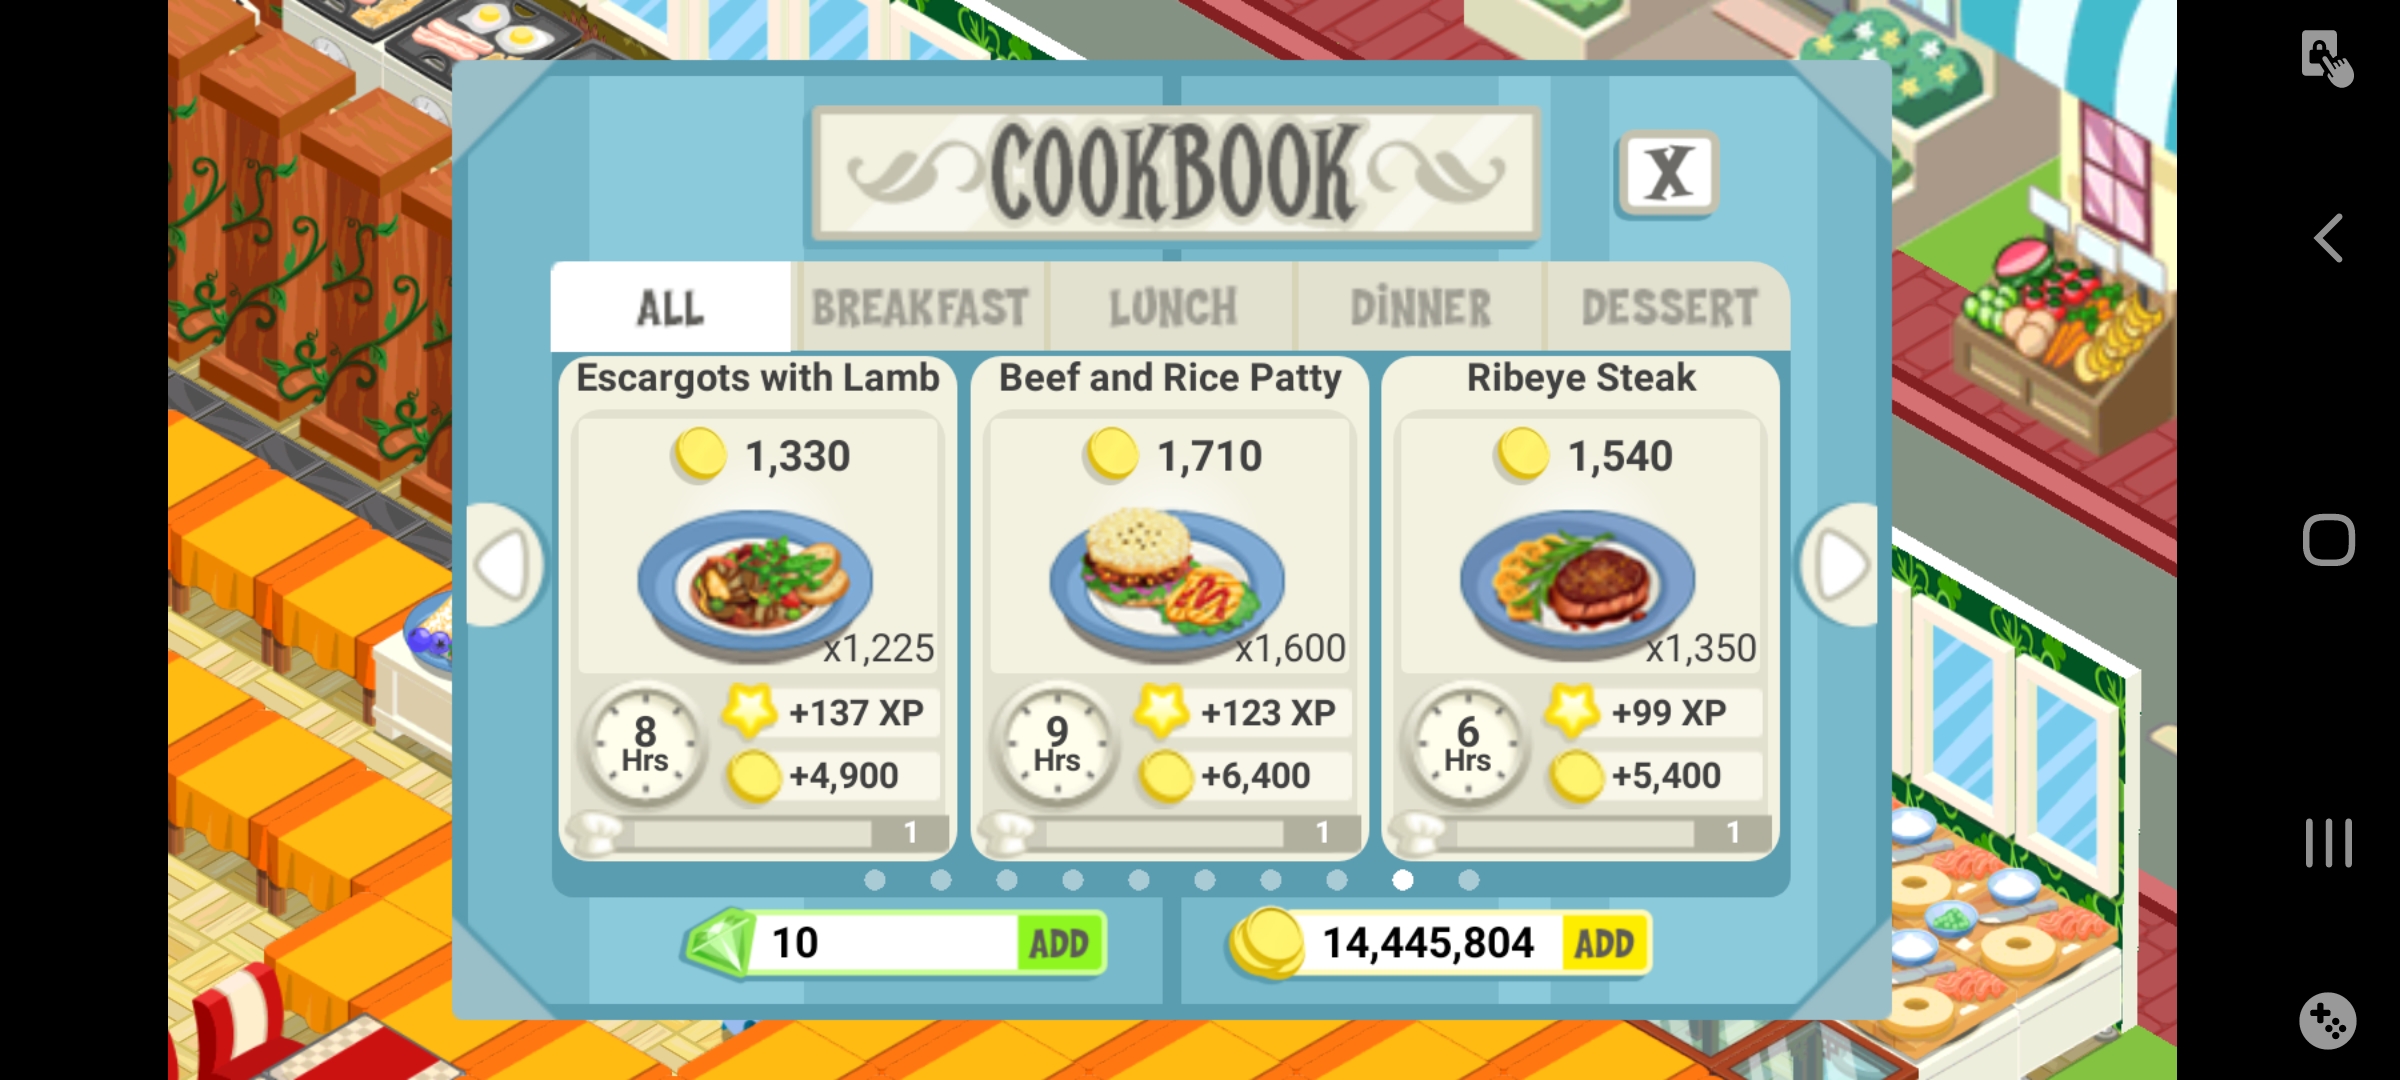 COOKBOOK
X
ALL BREAKFAST LUNCH DINNER DESSERT
Escargots with Lamb
1,330
x1,225
8
Hrs
+137 XP
+4,900
1
Beef and Rice Patty
1,710
x1,600
9
Hrs
+123 XP
+6,400
1
Ribeye Steak
1,540
x1,350
6
Hrs
+99 XP
+5,400
1
10 ADD
14,445,804 ADD